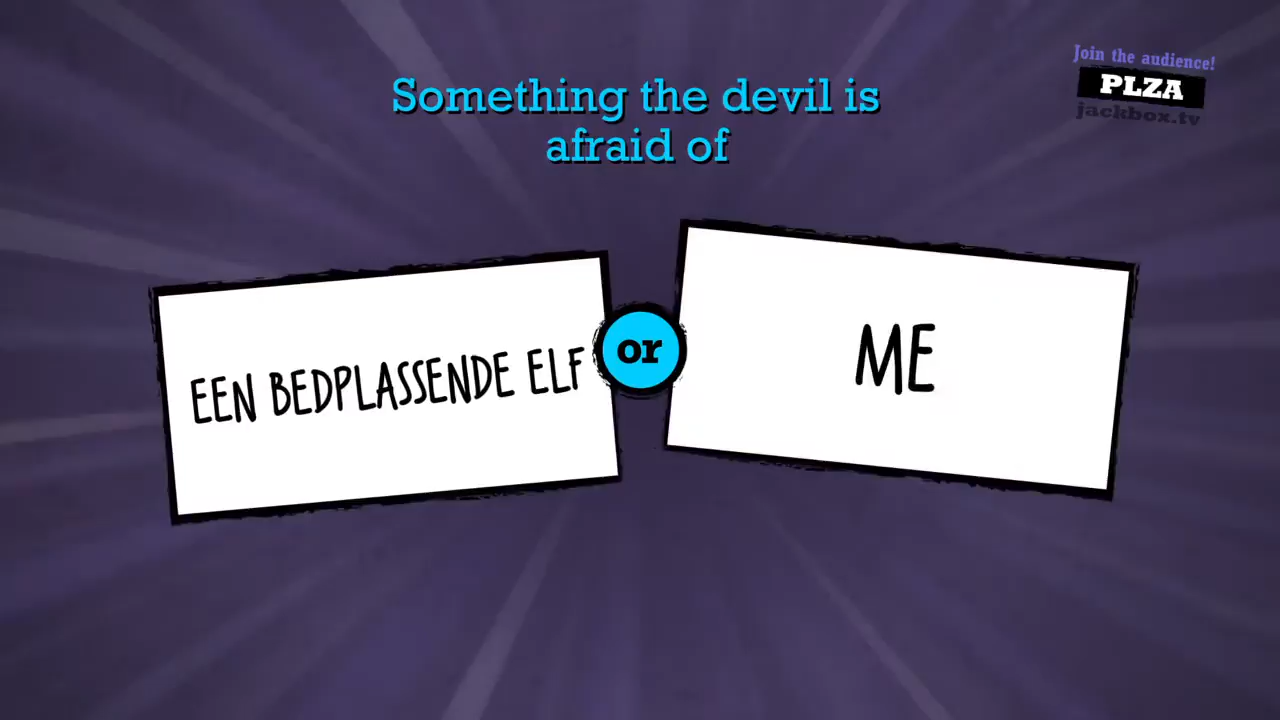 Something the devil is
afraid of
Join the audience!
PLZA
jackbox.tv
EEN BEDPLASSENDE ELF
or
ME